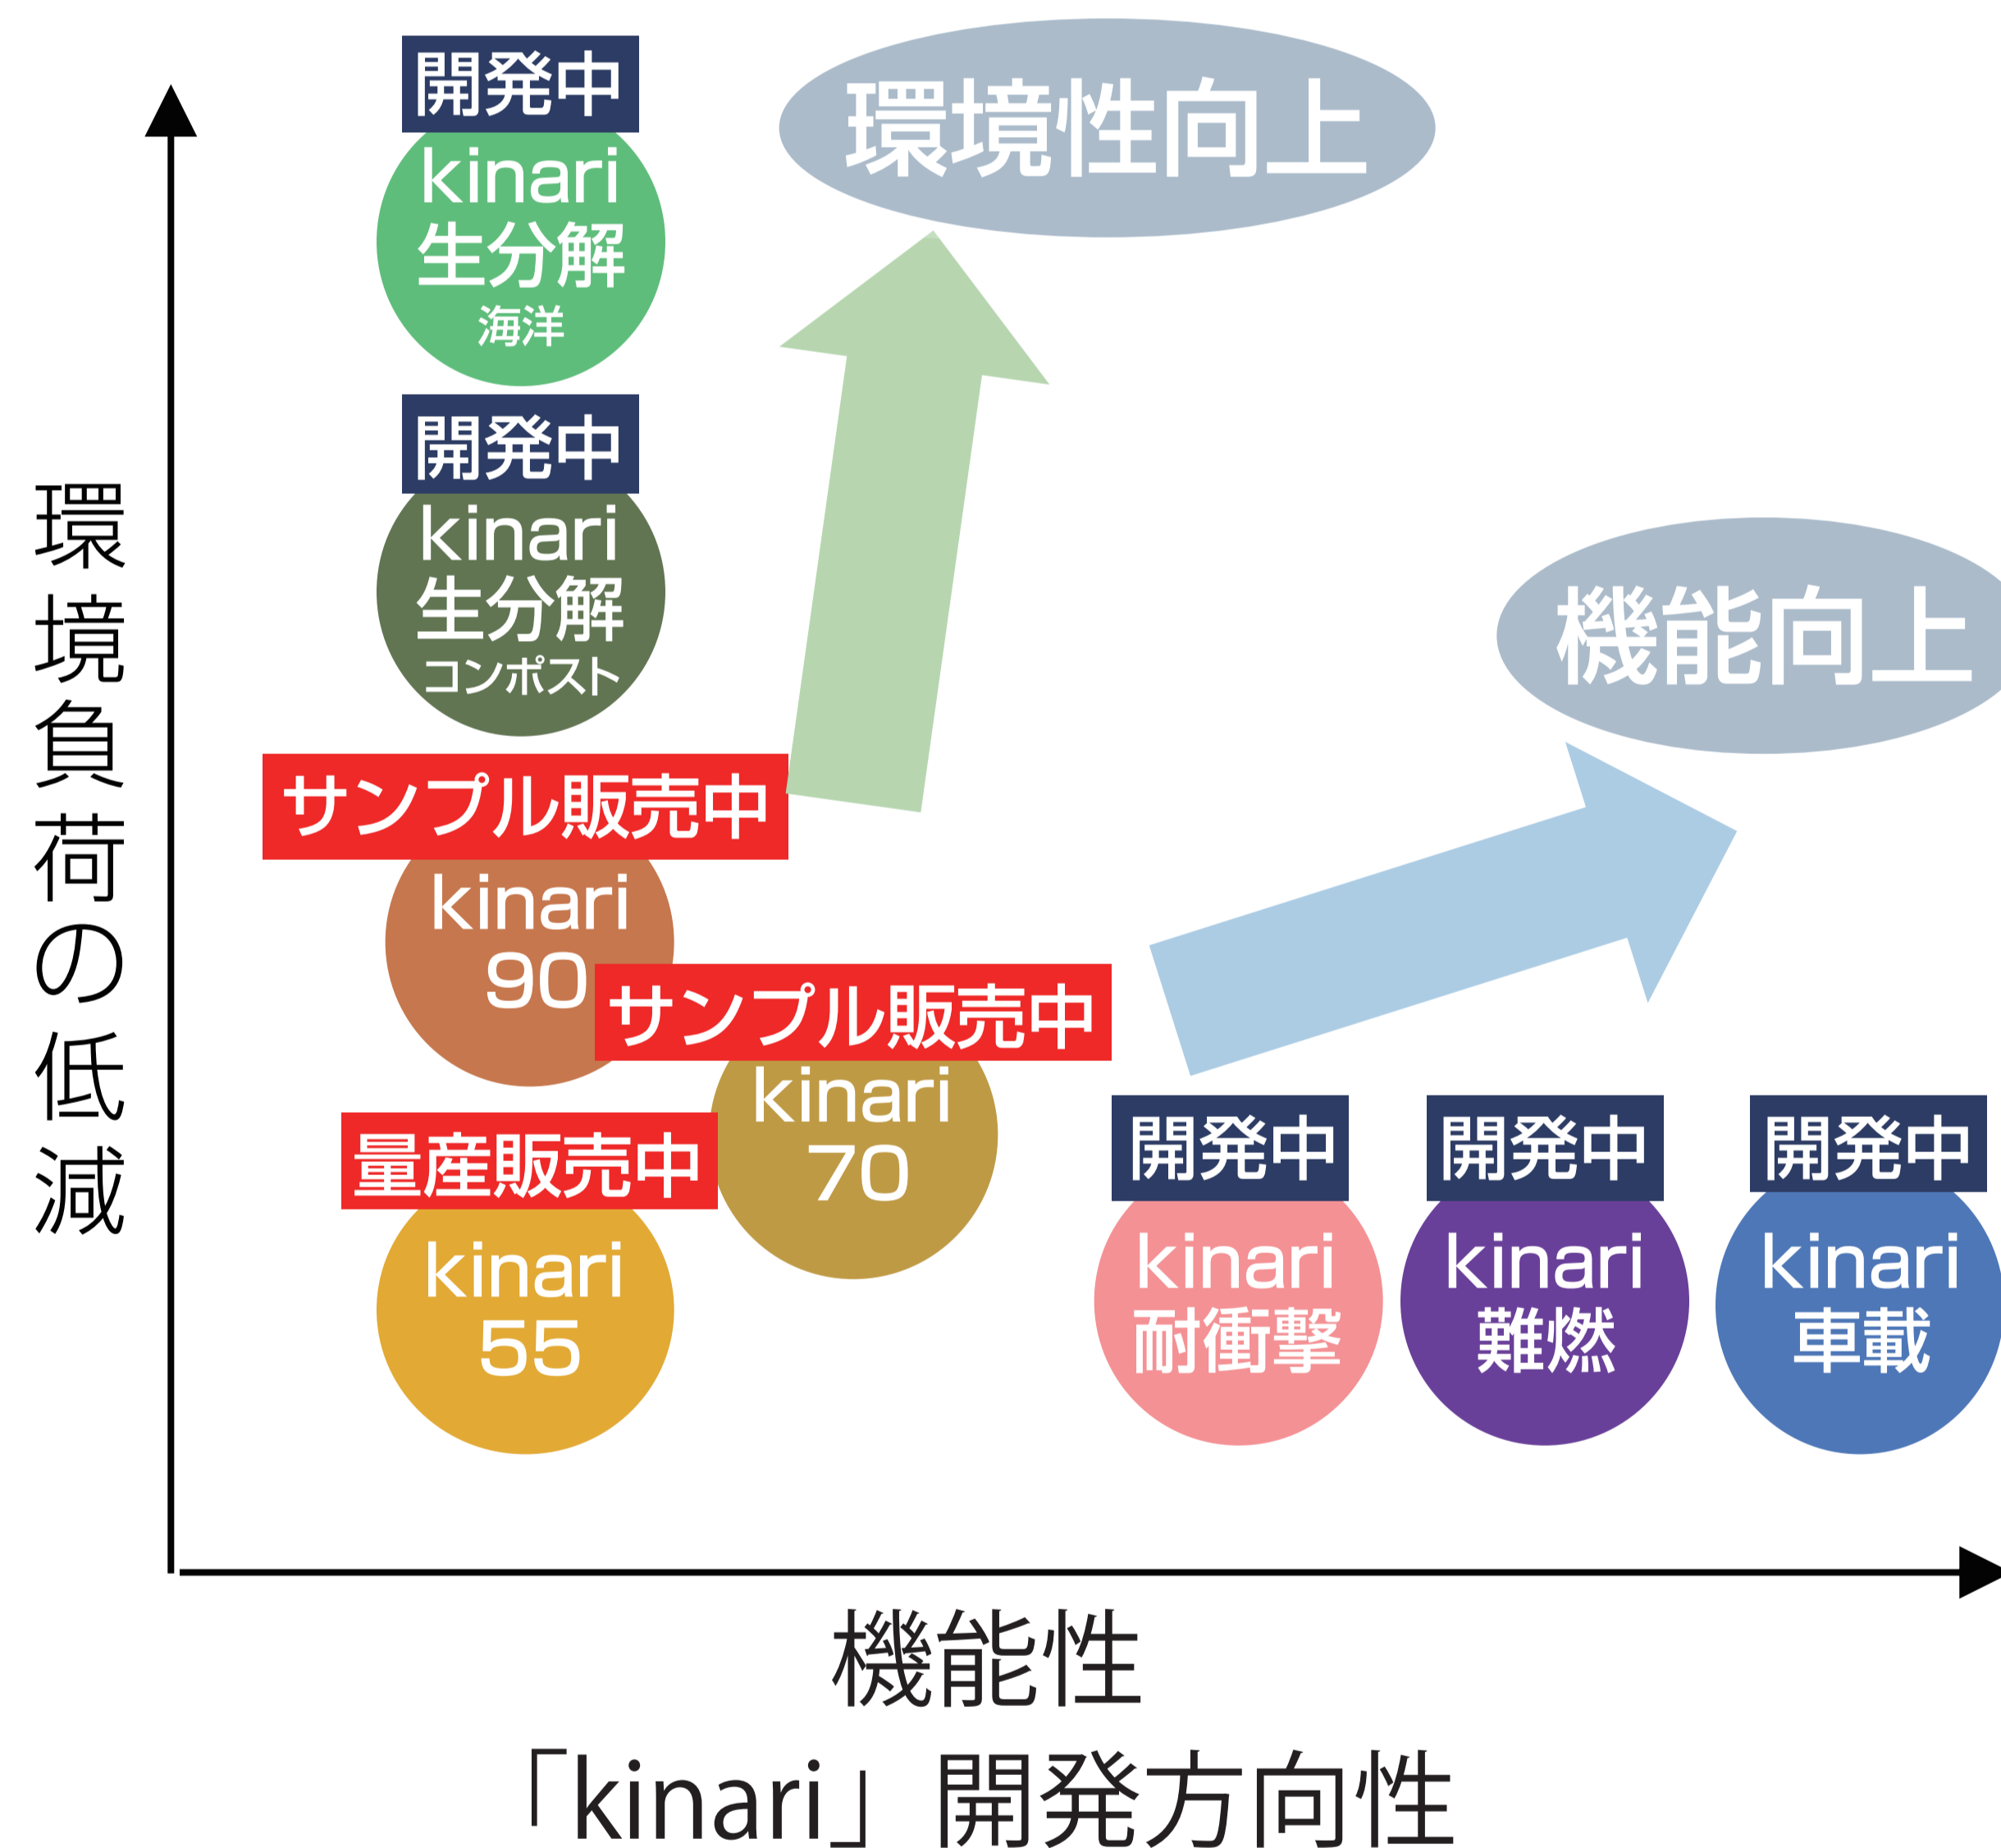 環境負荷の低減
環境性向上
機能向上
開発中
kinari
生分解
海洋
開発中
kinari
生分解
コンポスト
サンプル販売中
kinari
90
サンプル販売中
kinari
70
量産販売中
kinari
55
開発中
kinari
耐衝撃
開発中
kinari
難燃
開発中
kinari
車載
機能性
「kinari」 開発方向性